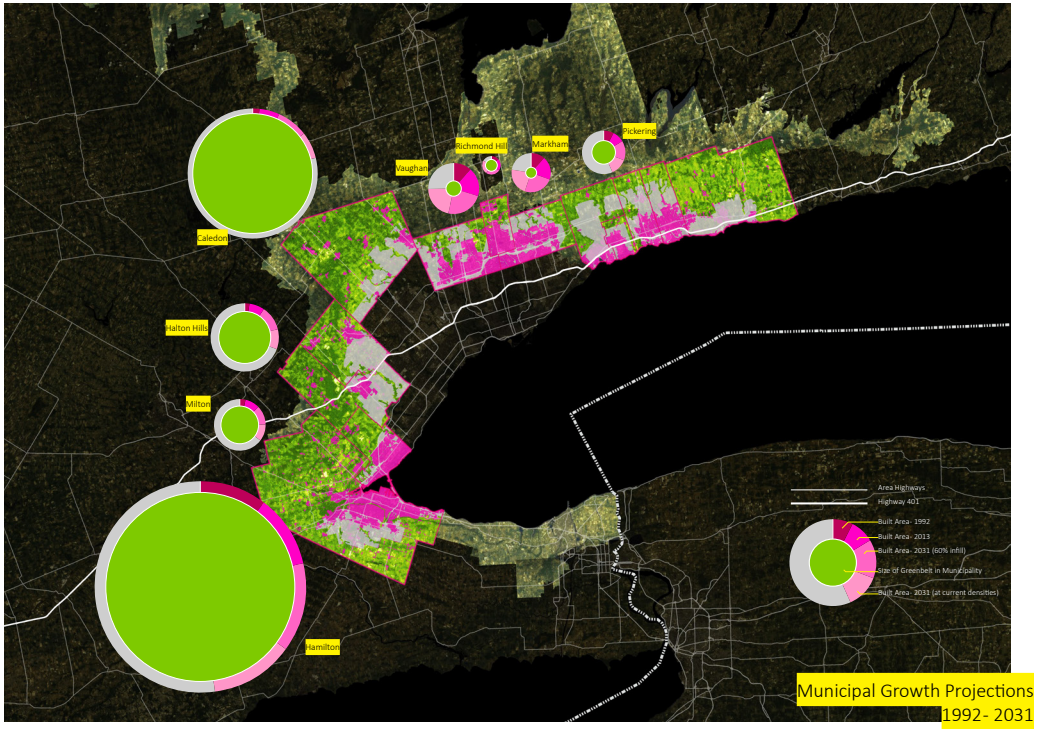 Pickering
Richmond Hill
Markham
Vaughan
Caledon
Halton Hills
Milton
Hamilton
Area Highways
Highway 401
Built Area- 1992
Built Area- 2013
Built Area- 2031 (60% infill)
Size of Greenbelt in Municipality
Built Area- 2031 (at current densities)
Municipal Growth Projections
1992- 2031